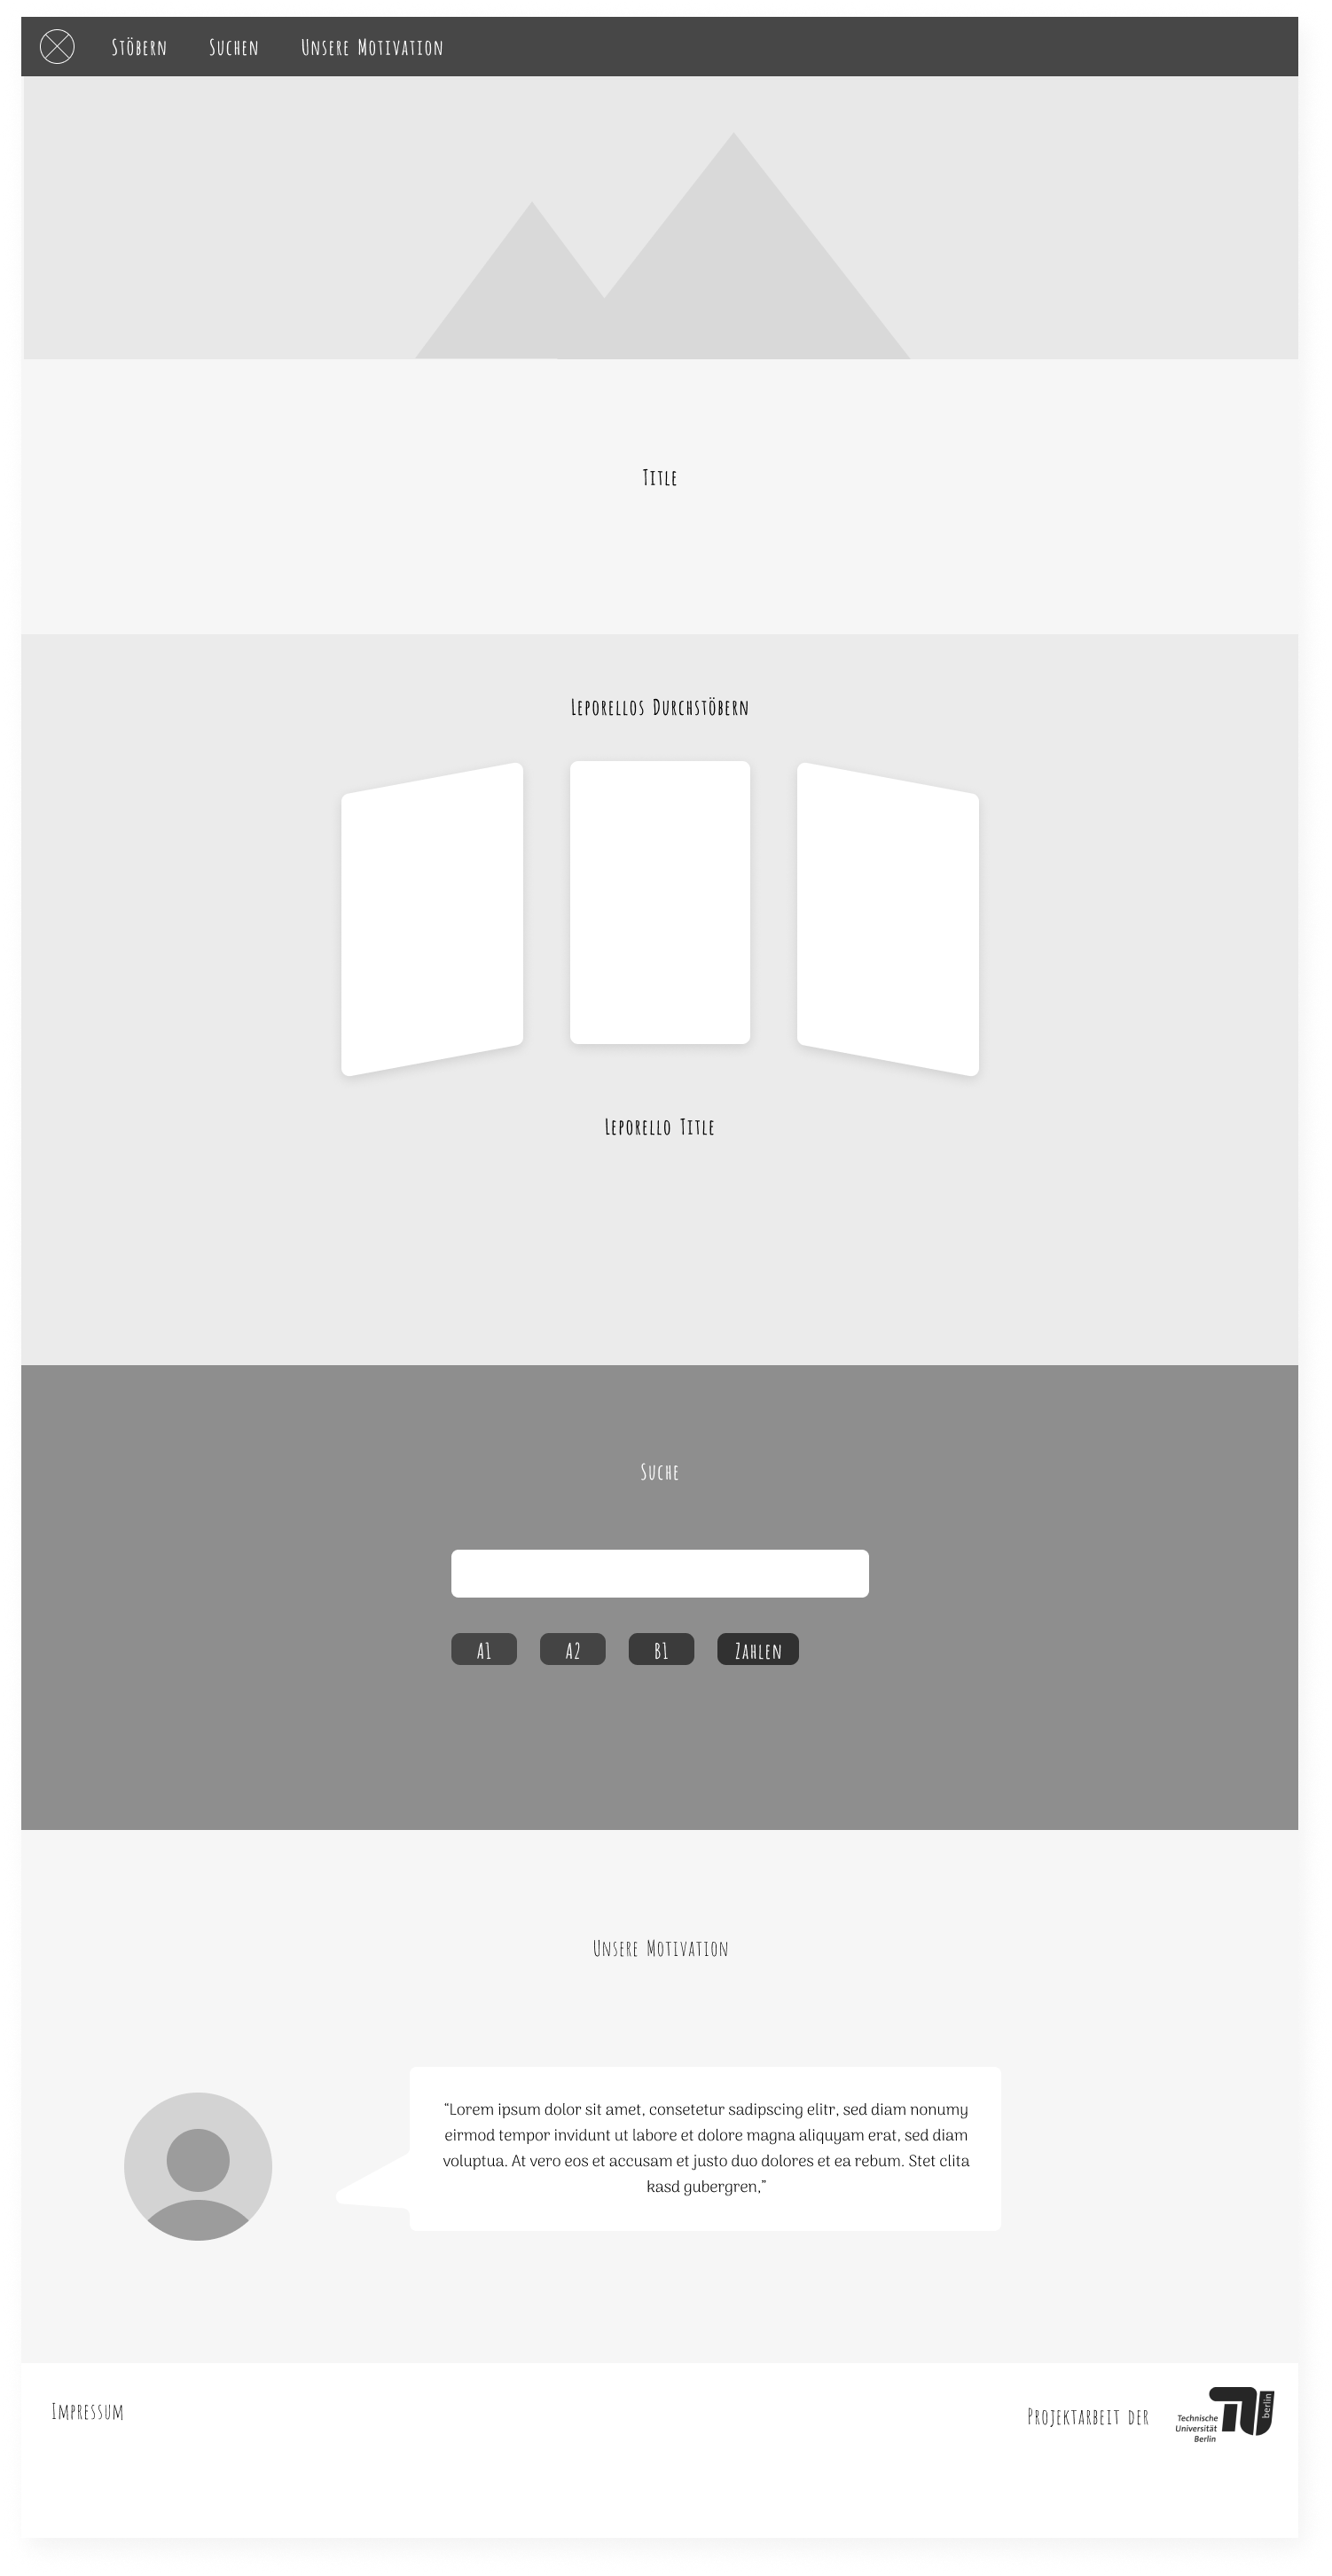 Stöbern Suchen Unsere Motivation
Title
Leporellos Durchstöbern
Leporello Title
Suche
A1 A2 B1 Zahlen
Unsere Motivation
“Lorem ipsum dolor sit amet, consetetur sadipscing elitr, sed diam nonumy
eirmod tempor invidunt ut labore et dolore magna aliquyam erat, sed diam
voluptua. At vero eos et accusam et justo duo dolores et ea rebum. Stet clita
kasd gubergren,”
Impressum
Projektarbeit der
Technische
Universität
Berlin
berlin